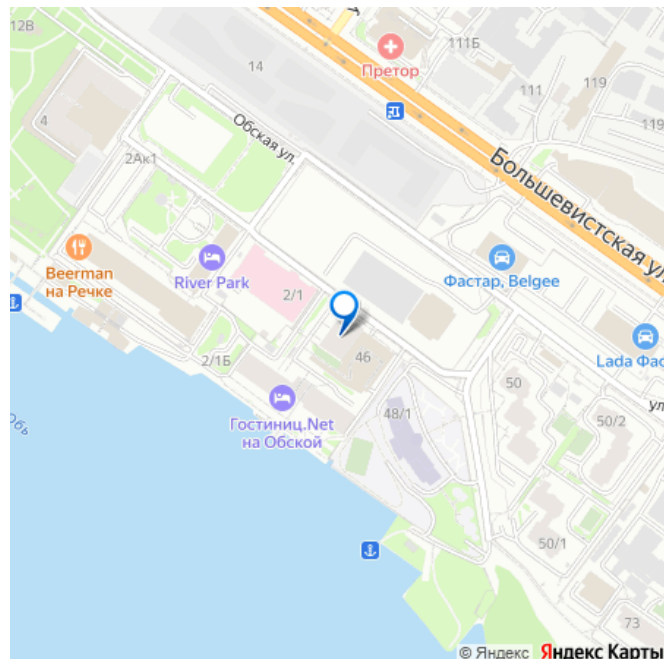 12В
111Б
Претор
14
119
111
119
4
Обская ул.
Большевистская ул.
2Ак1
Beerman
на Речке
River Park
Фастар, Belgee
2/1
46
Lada Фас
2/1Б
50
Гостиниц.Net
на Обской
48/1
50/2
Ул
Обь
50/1
73
© Яндекс Яндекс Карты